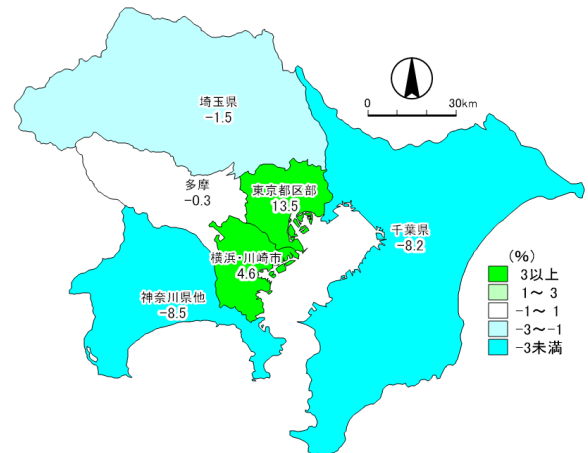 0 30km
埼玉県
-1.5
多摩
-0.3
東京都区部
13.5
千葉県
-8.2
横浜・川崎市
4.6
神奈川県他
-8.5
(%)
3以上
1～ 3
-1～ 1
-3～-1
-3未満